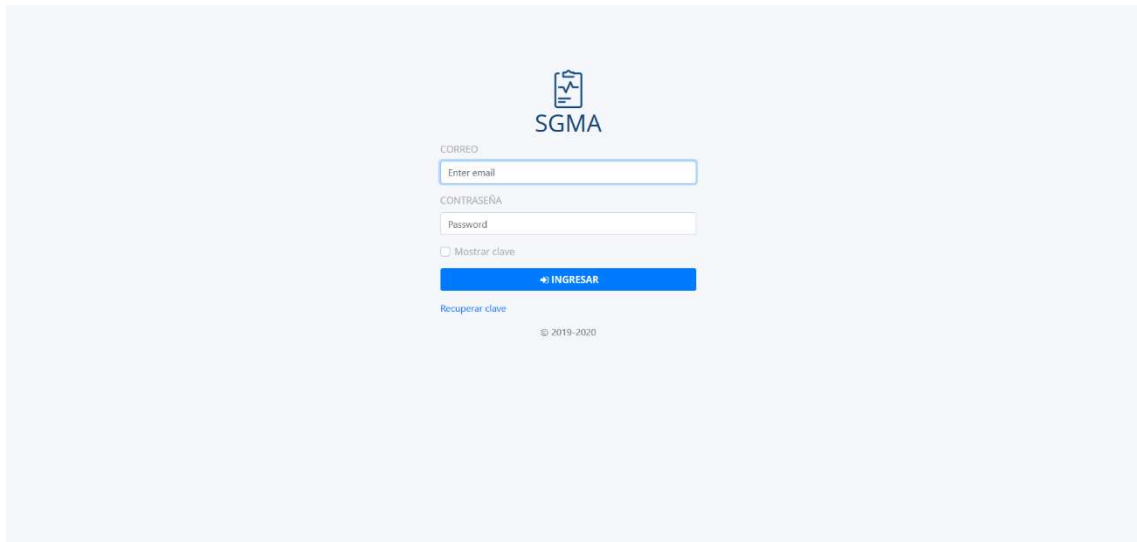 SGMA
CORREO
Enter email
CONTRASEÑA
Password
Mostrar clave
INGRESAR
Recuperar clave
© 2019-2020